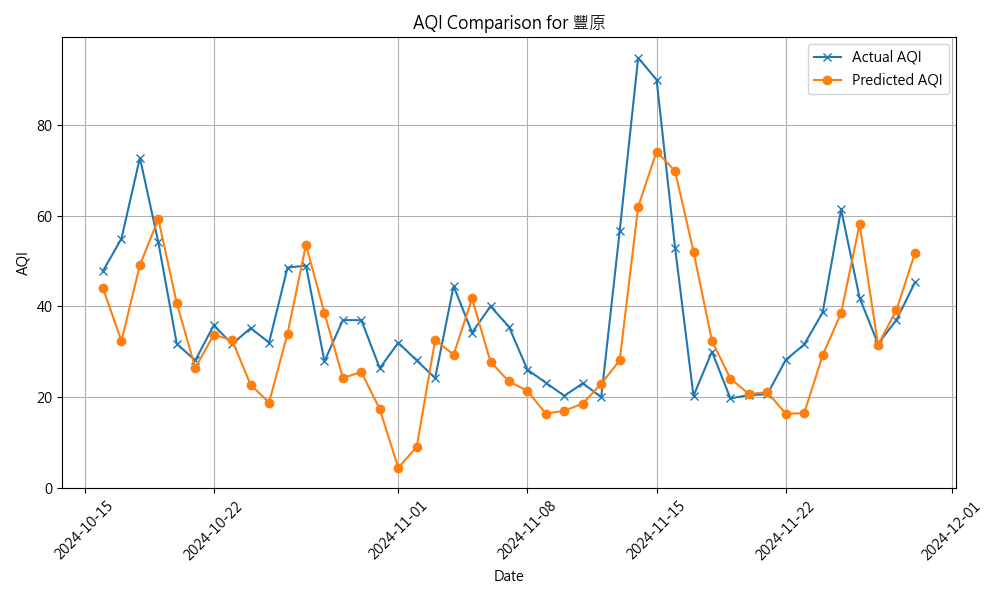 AQI Comparison for 豐原
Actual AQI
Predicted AQI
AQI
80
60
40
20
0
2024-10-15
2024-10-22
2024-11-01
2024-11-08
2024-11-15
2024-11-22
2024-12-01
Date